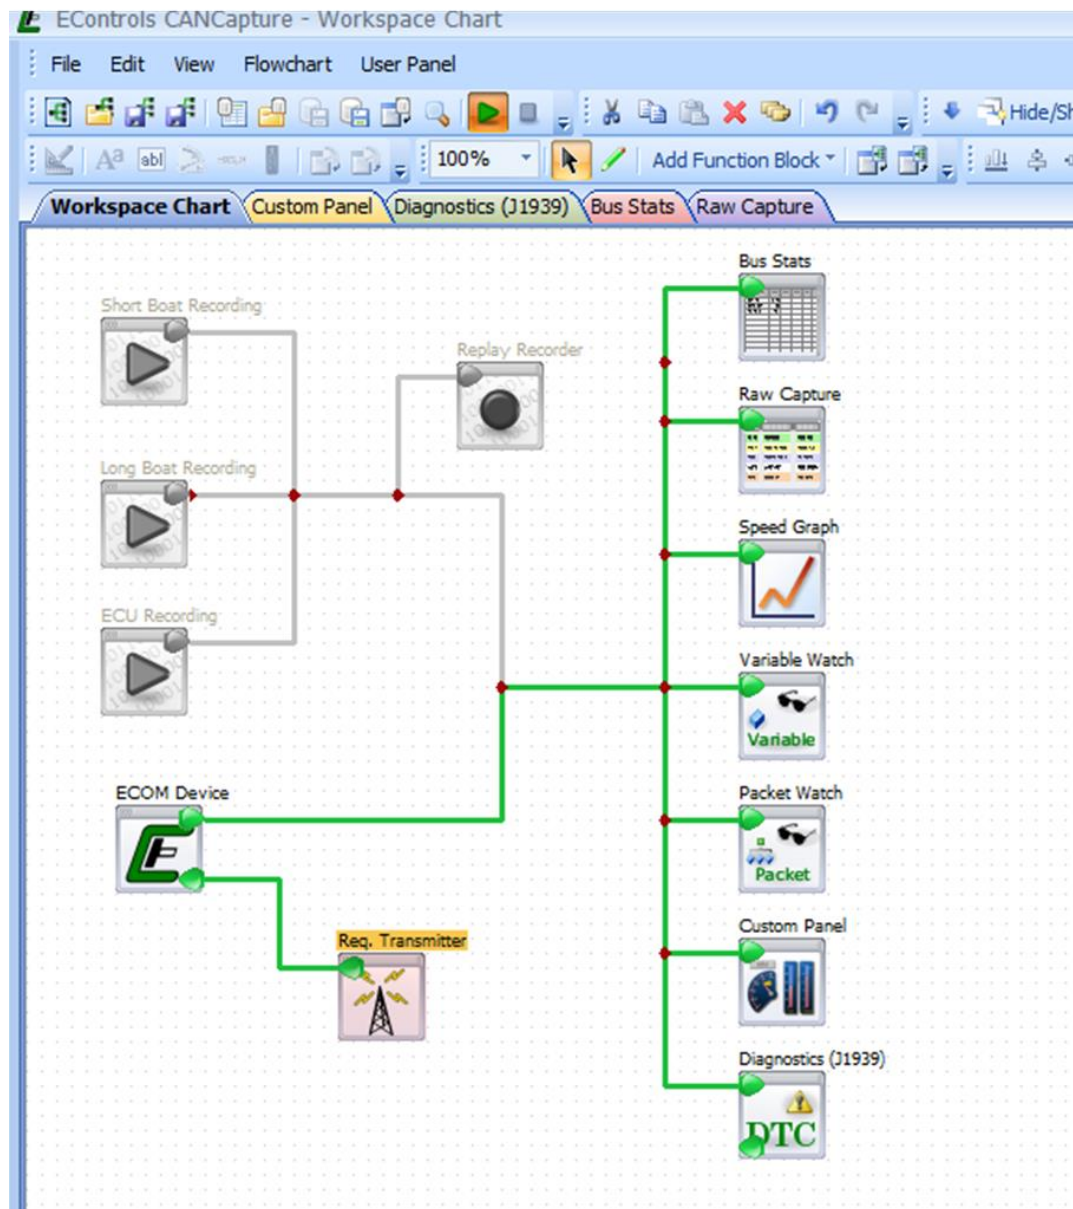 EControls CANCapture - Workspace Chart
File Edit View Flowchart User Panel
Hide/Sh
Aa abl 100% Add Function Block
Workspace Chart Custom Panel Diagnostics (J1939) Bus Stats Raw Capture
Bus Stats
Short Boat Recording
Replay Recorder
Raw Capture
Long Boat Recording
Speed Graph
ECU Recording
Variable Watch
Variable
ECOM Device
Packet Watch
Packet
Req. Transmitter
Custom Panel
Diagnostics (J1939)
DTC